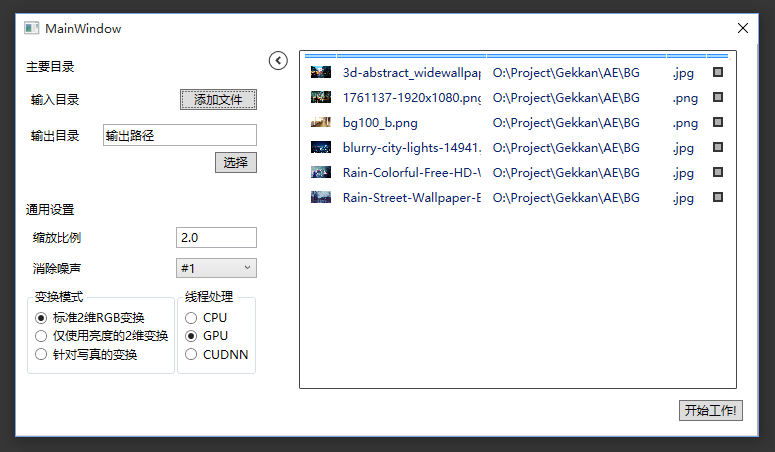 MainWindow
主要目录
输入目录
添加文件
输出目录
输出路径
选择
通用设置
缩放比例
2.0
消除噪声
#1
变换模式
标准2维RGB变换
仅使用亮度的2维变换
针对写真的变换
线程处理
CPU
GPU
CUDNN
3d-abstract_widewallpap O:\Project\Gekkan\AE\BG .jpg
1761137-1920x1080.png O:\Project\Gekkan\AE\BG .png
bg100_b.png O:\Project\Gekkan\AE\BG .png
blurry-city-lights-14941. O:\Project\Gekkan\AE\BG .jpg
Rain-Colorful-Free-HD-W O:\Project\Gekkan\AE\BG .jpg
Rain-Street-Wallpaper-B O:\Project\Gekkan\AE\BG .jpg
开始工作!